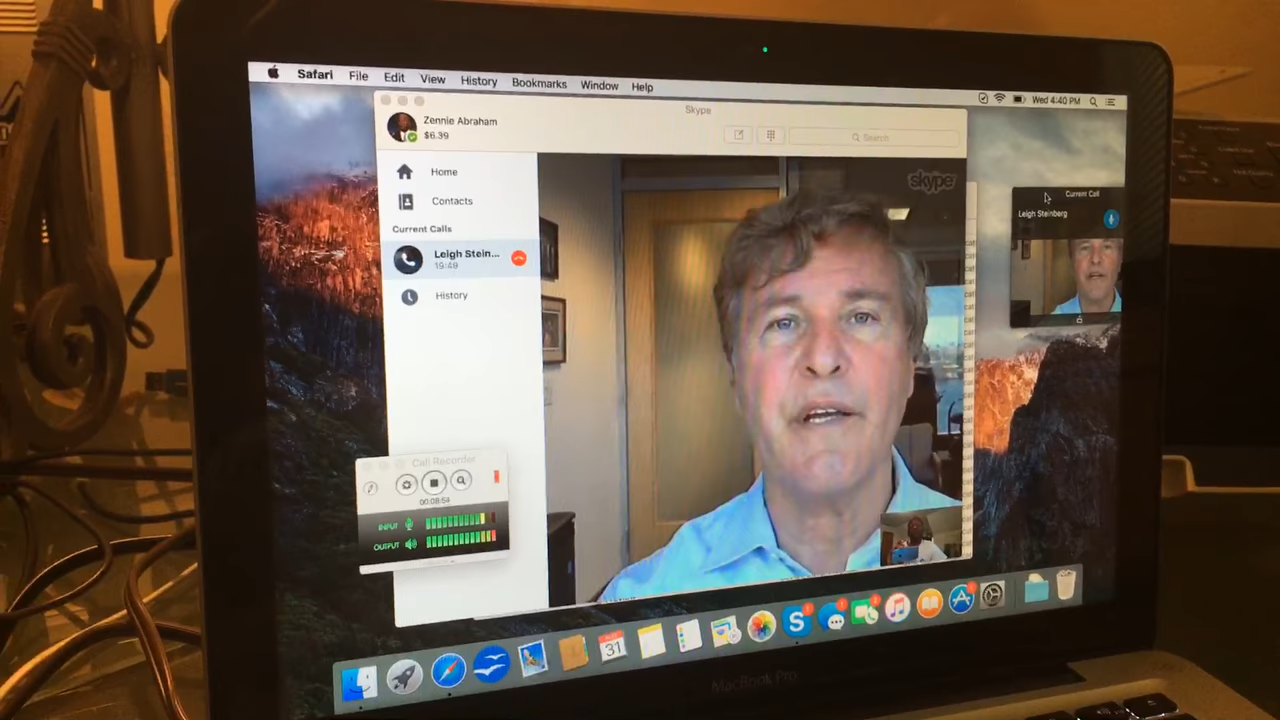 Safari File Edit View History Bookmarks Window Help
Wed 4:40 PM
Skype
Zennie Abraham
$6.39
Search
Home
Contacts
Current Calls
Leigh Stein...
19:49
History
skype
Current Call
Leigh Steinberg
Call Recorder
00:08:54
INPUT
OUTPUT
31
MacBook Pro